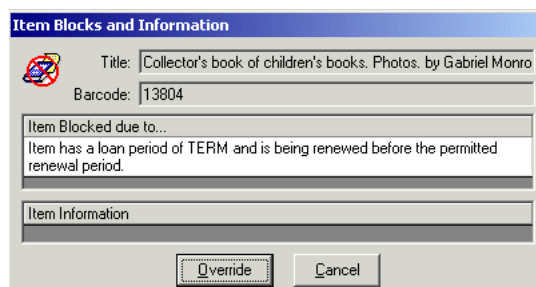 Item Blocks and Information
Title: Collector's book of children's books. Photos. by Gabriel Monro
Barcode: 13804
Item Blocked due to...
Item has a loan period of TERM and is being renewed before the permitted
renewal period.
Item Information
Override Cancel